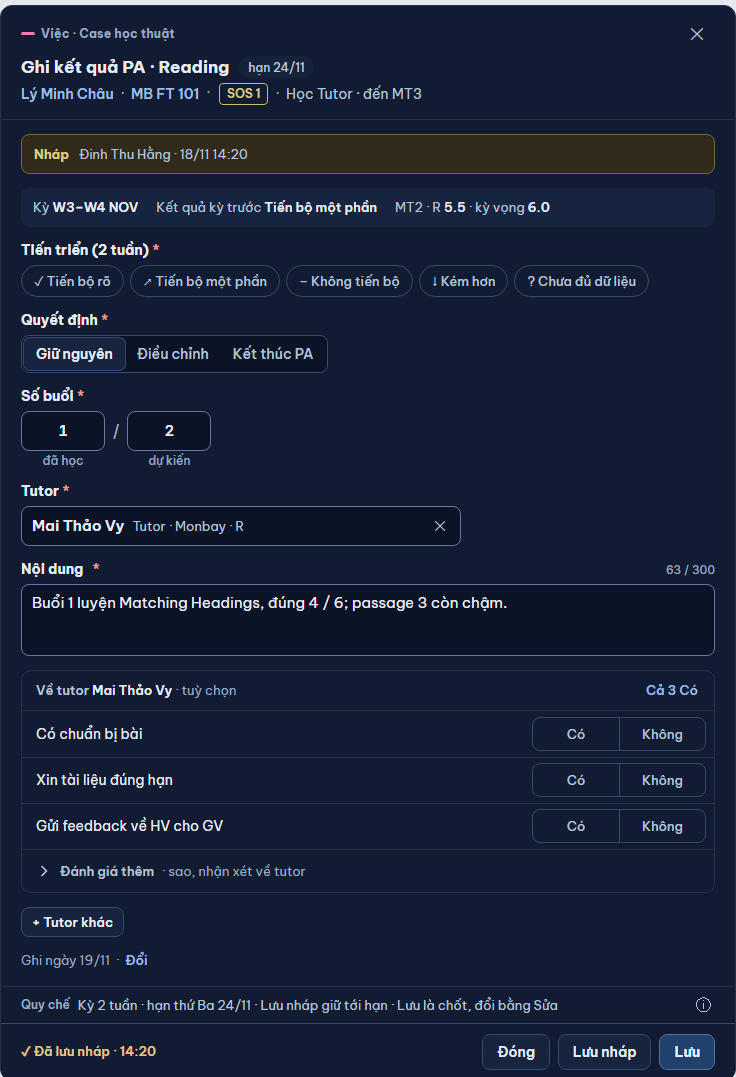 Việc · Case học thuật
Ghi kết quả PA · Reading hạn 24/11
Lý Minh Châu · MB FT 101 · SOS 1 · Học Tutor · đến MT3
Nháp Đinh Thu Hằng · 18/11 14:20
Kỳ W3–W4 NOV Kết quả kỳ trước Tiến bộ một phần MT2 · R 5.5 · kỳ vọng 6.0
Tiến triển (2 tuần) *
✓ Tiến bộ rõ ↗ Tiến bộ một phần – Không tiến bộ ↓ Kém hơn ? Chưa đủ dữ liệu
Quyết định *
Giữ nguyên Điều chỉnh Kết thúc PA
Số buổi *
1 / 2
đã học dự kiến
Tutor *
Mai Thảo Vy Tutor · Monbay · R
Nội dung * 63 / 300
Buổi 1 luyện Matching Headings, đúng 4 / 6; passage 3 còn chậm.
Về tutor Mai Thảo Vy · tuỳ chọn Cả 3 Có
Có chuẩn bị bài Có Không
Xin tài liệu đúng hạn Có Không
Gửi feedback về HV cho GV Có Không
Đánh giá thêm · sao, nhận xét về tutor
+ Tutor khác
Ghi ngày 19/11 · Đổi
Quy chế Kỳ 2 tuần · hạn thứ Ba 24/11 · Lưu nháp giữ tới hạn · Lưu là chốt, đổi bằng Sửa
✓ Đã lưu nháp · 14:20 Đóng Lưu nháp Lưu